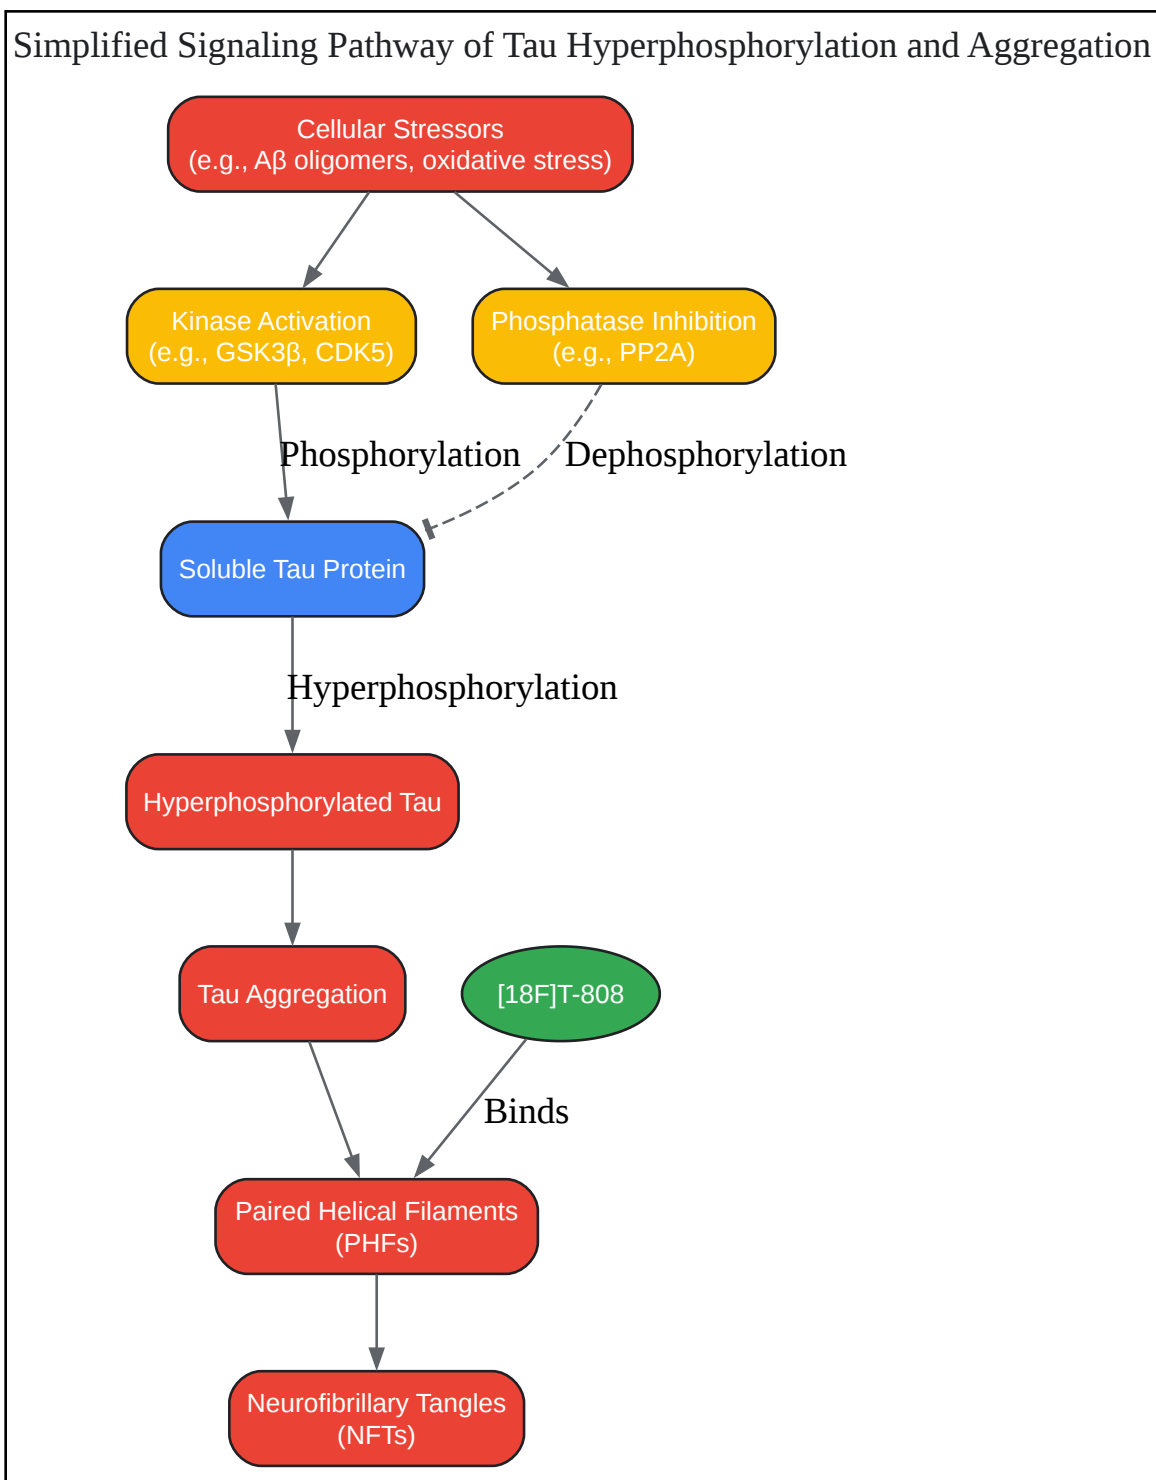 Simplified Signaling Pathway of Tau Hyperphosphorylation and Aggregation
Cellular Stressors
(e.g., Aβ oligomers, oxidative stress)
Kinase Activation
(e.g., GSK3β, CDK5)
Phosphatase Inhibition
(e.g., PP2A)
Phosphorylation
Dephosphorylation
Soluble Tau Protein
Hyperphosphorylation
Hyperphosphorylated Tau
Tau Aggregation
[18F]T-808
Binds
Paired Helical Filaments
(PHFs)
Neurofibrillary Tangles
(NFTs)